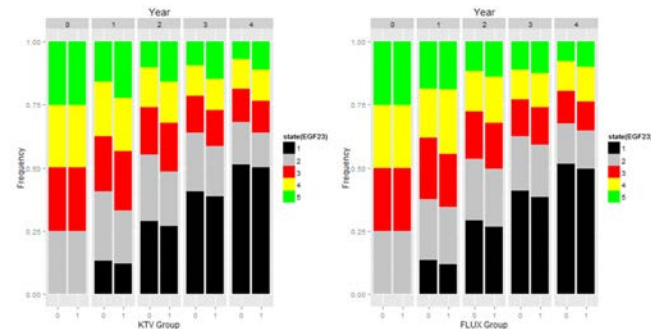 Year
0 1 2 3 4
1.00
0.75
0.50
0.25
0.00
Frequency
0 1 0 1 0 1 0 1 0 1
KTV Group
state(EGF23)
1
2
3
4
5
Year
0 1 2 3 4
1.00
0.75
0.50
0.25
0.00
Frequency
0 1 0 1 0 1 0 1 0 1
FLUX Group
state(EGF23)
1
2
3
4
5